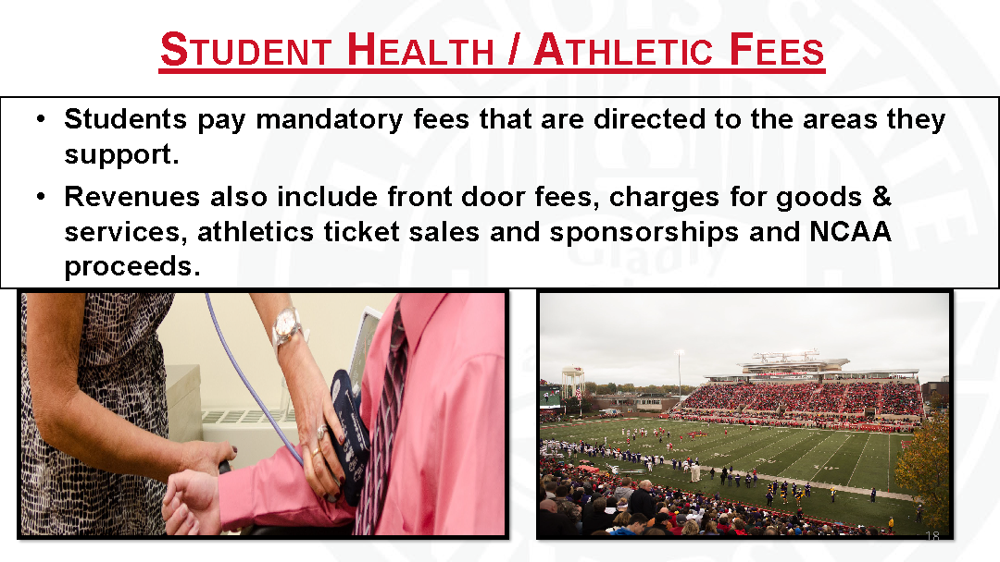 STUDENT HEALTH / ATHLETIC FEES
• Students pay mandatory fees that are directed to the areas they
support.
• Revenues also include front door fees, charges for goods &
services, athletics ticket sales and sponsorships and NCAA
proceeds.
Gladly
18